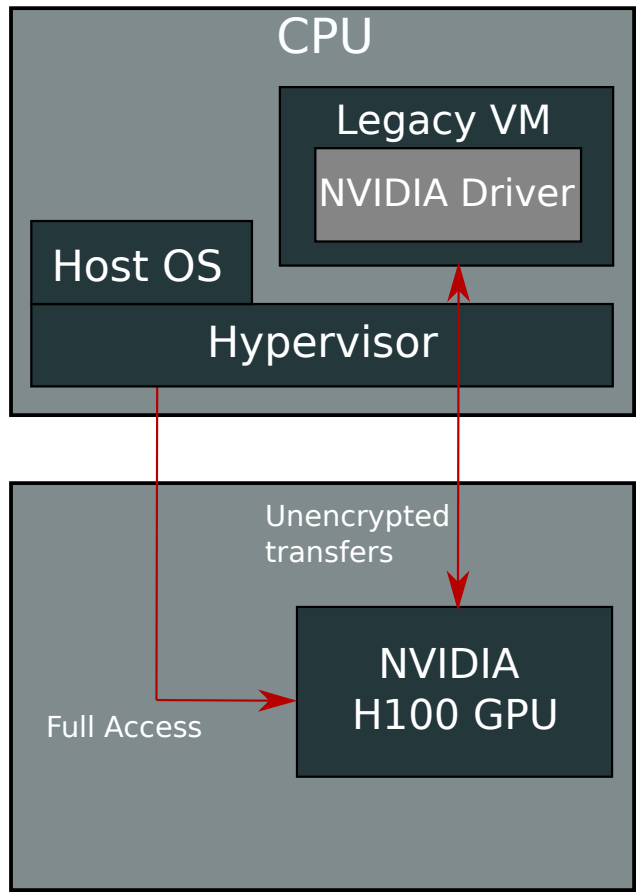 CPU
Legacy VM
NVIDIA Driver
Host OS
Hypervisor
Unencrypted
transfers
NVIDIA
H100 GPU
Full Access